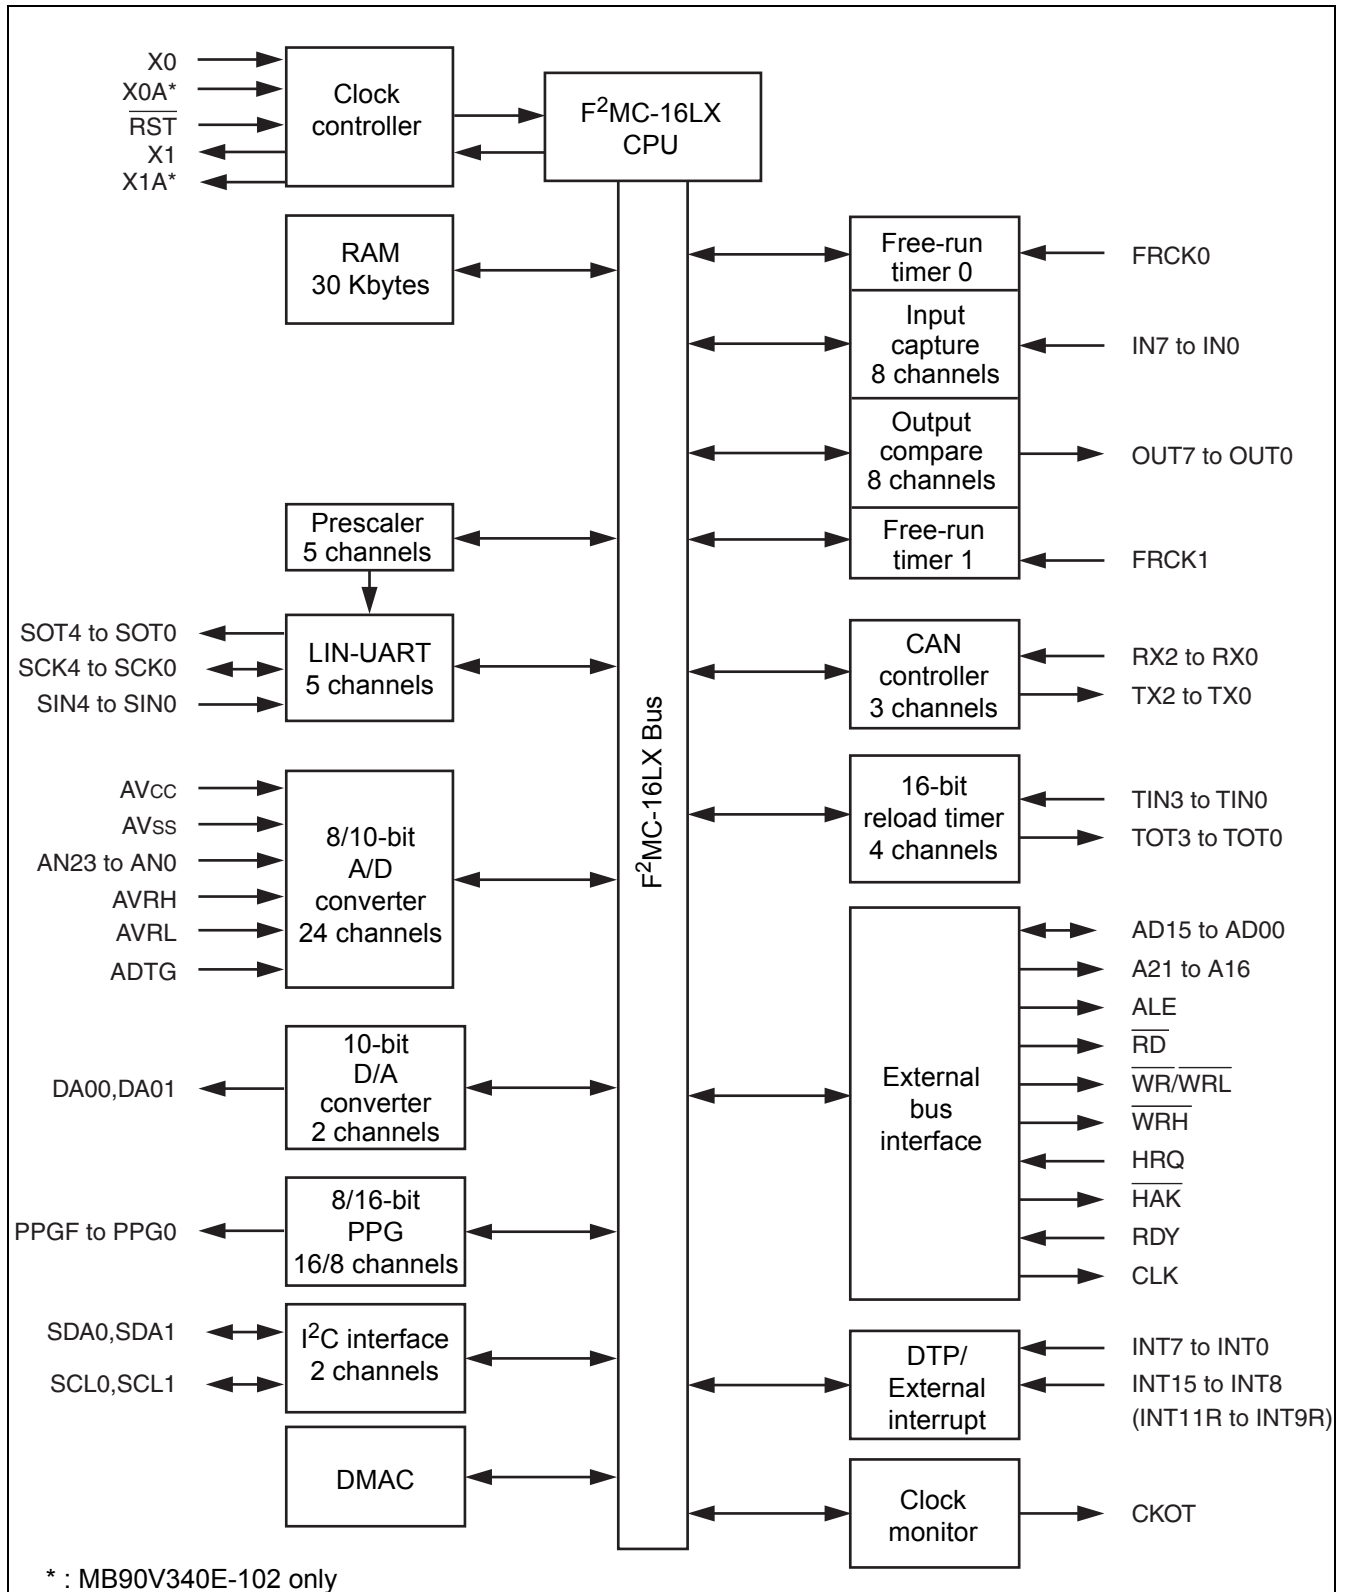 X0
X0A*
RST
X1
X1A*
Clock
controller
F²MC-16LX
CPU
RAM
30 Kbytes
Prescaler
5 channels
SOT4 to SOT0
SCK4 to SCK0
SIN4 to SIN0
LIN-UART
5 channels
AVcc
AVss
AN23 to AN0
AVRH
AVRL
ADTG
8/10-bit
A/D
converter
24 channels
DA00,DA01
10-bit
D/A
converter
2 channels
PPGF to PPG0
8/16-bit
PPG
16/8 channels
SDA0,SDA1
SCL0,SCL1
I²C interface
2 channels
DMAC
F²MC-16LX Bus
Free-run
timer 0
FRCK0
Input
capture
8 channels
IN7 to IN0
Output
compare
8 channels
OUT7 to OUT0
Free-run
timer 1
FRCK1
CAN
controller
3 channels
RX2 to RX0
TX2 to TX0
16-bit
reload timer
4 channels
TIN3 to TIN0
TOT3 to TOT0
External
bus
interface
AD15 to AD00
A21 to A16
ALE
RD
WR/WRL
WRH
HRQ
HAK
RDY
CLK
DTP/
External
interrupt
INT7 to INT0
INT15 to INT8
(INT11R to INT9R)
Clock
monitor
CKOT
* : MB90V340E-102 only